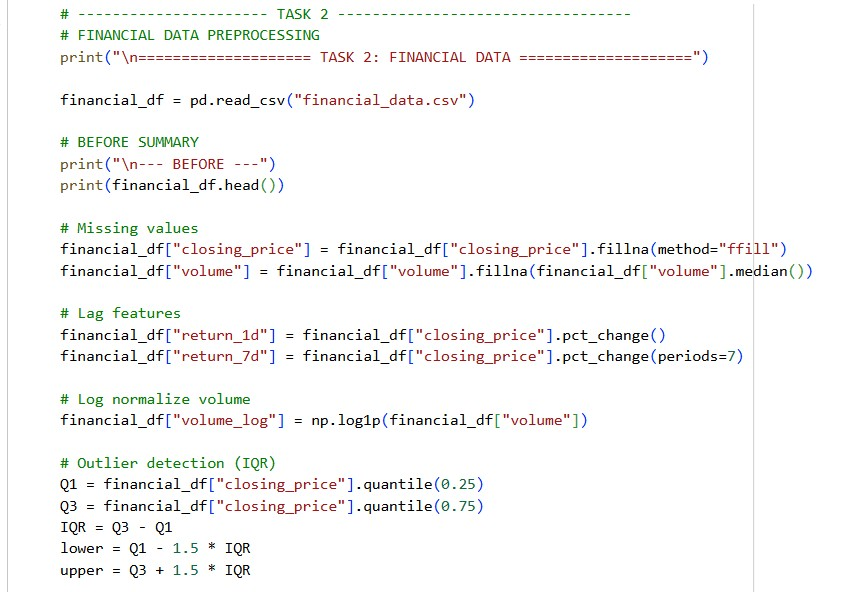 # ---------------------- TASK 2 ----------------------------------
# FINANCIAL DATA PREPROCESSING
print("\n==================== TASK 2: FINANCIAL DATA ====================")
financial_df = pd.read_csv("financial_data.csv")
# BEFORE SUMMARY
print("\n--- BEFORE ---")
print(financial_df.head())
# Missing values
financial_df["closing_price"] = financial_df["closing_price"].fillna(method="ffill")
financial_df["volume"] = financial_df["volume"].fillna(financial_df["volume"].median())
# Lag features
financial_df["return_1d"] = financial_df["closing_price"].pct_change()
financial_df["return_7d"] = financial_df["closing_price"].pct_change(periods=7)
# Log normalize volume
financial_df["volume_log"] = np.log1p(financial_df["volume"])
# Outlier detection (IQR)
Q1 = financial_df["closing_price"].quantile(0.25)
Q3 = financial_df["closing_price"].quantile(0.75)
IQR = Q3 - Q1
lower = Q1 - 1.5 * IQR
upper = Q3 + 1.5 * IQR